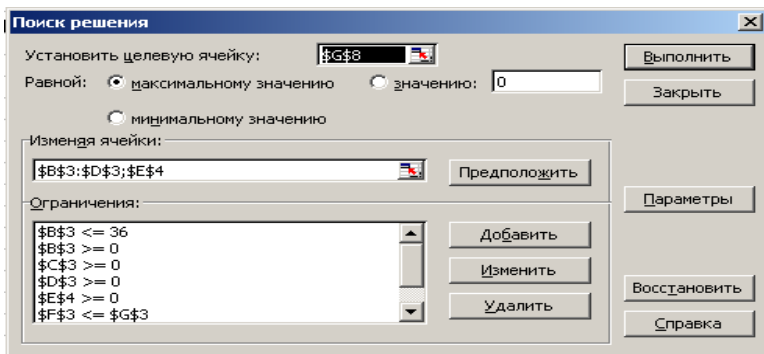 Поиск решения
Установить целевую ячейку: $G$8
Выполнить
Равной: максимальному значению значению: 0
Закрыть
минимальному значению
Изменяя ячейки:
$B$3:$D$3;$E$4
Предположить
Параметры
Ограничения:
$B$3 <= 36
$B$3 >= 0
$C$3 >= 0
$D$3 >= 0
$E$4 >= 0
$F$3 <= $G$3
Добавить
Изменить
Удалить
Восстановить
Справка